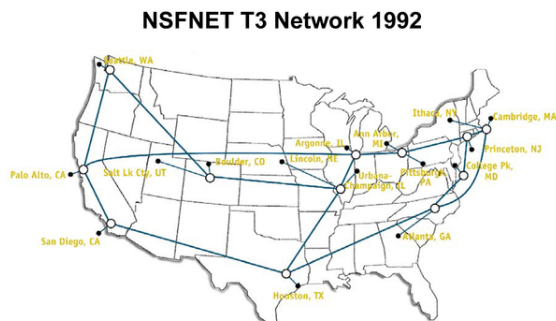 NSFNET T3 Network 1992
Seattle, WA
Ithaca, NY
Cambridge, MA
Ann Arbor,
MI
Argonne, IL
Princeton, NJ
Boulder, CO
Lincoln, NE
Salt Lk Cty, UT
Palo Alto, CA
Urbana-
Champaign, IL
Pittsburgh,
PA
College Pk,
MD
San Diego, CA
Atlanta, GA
Houston, TX